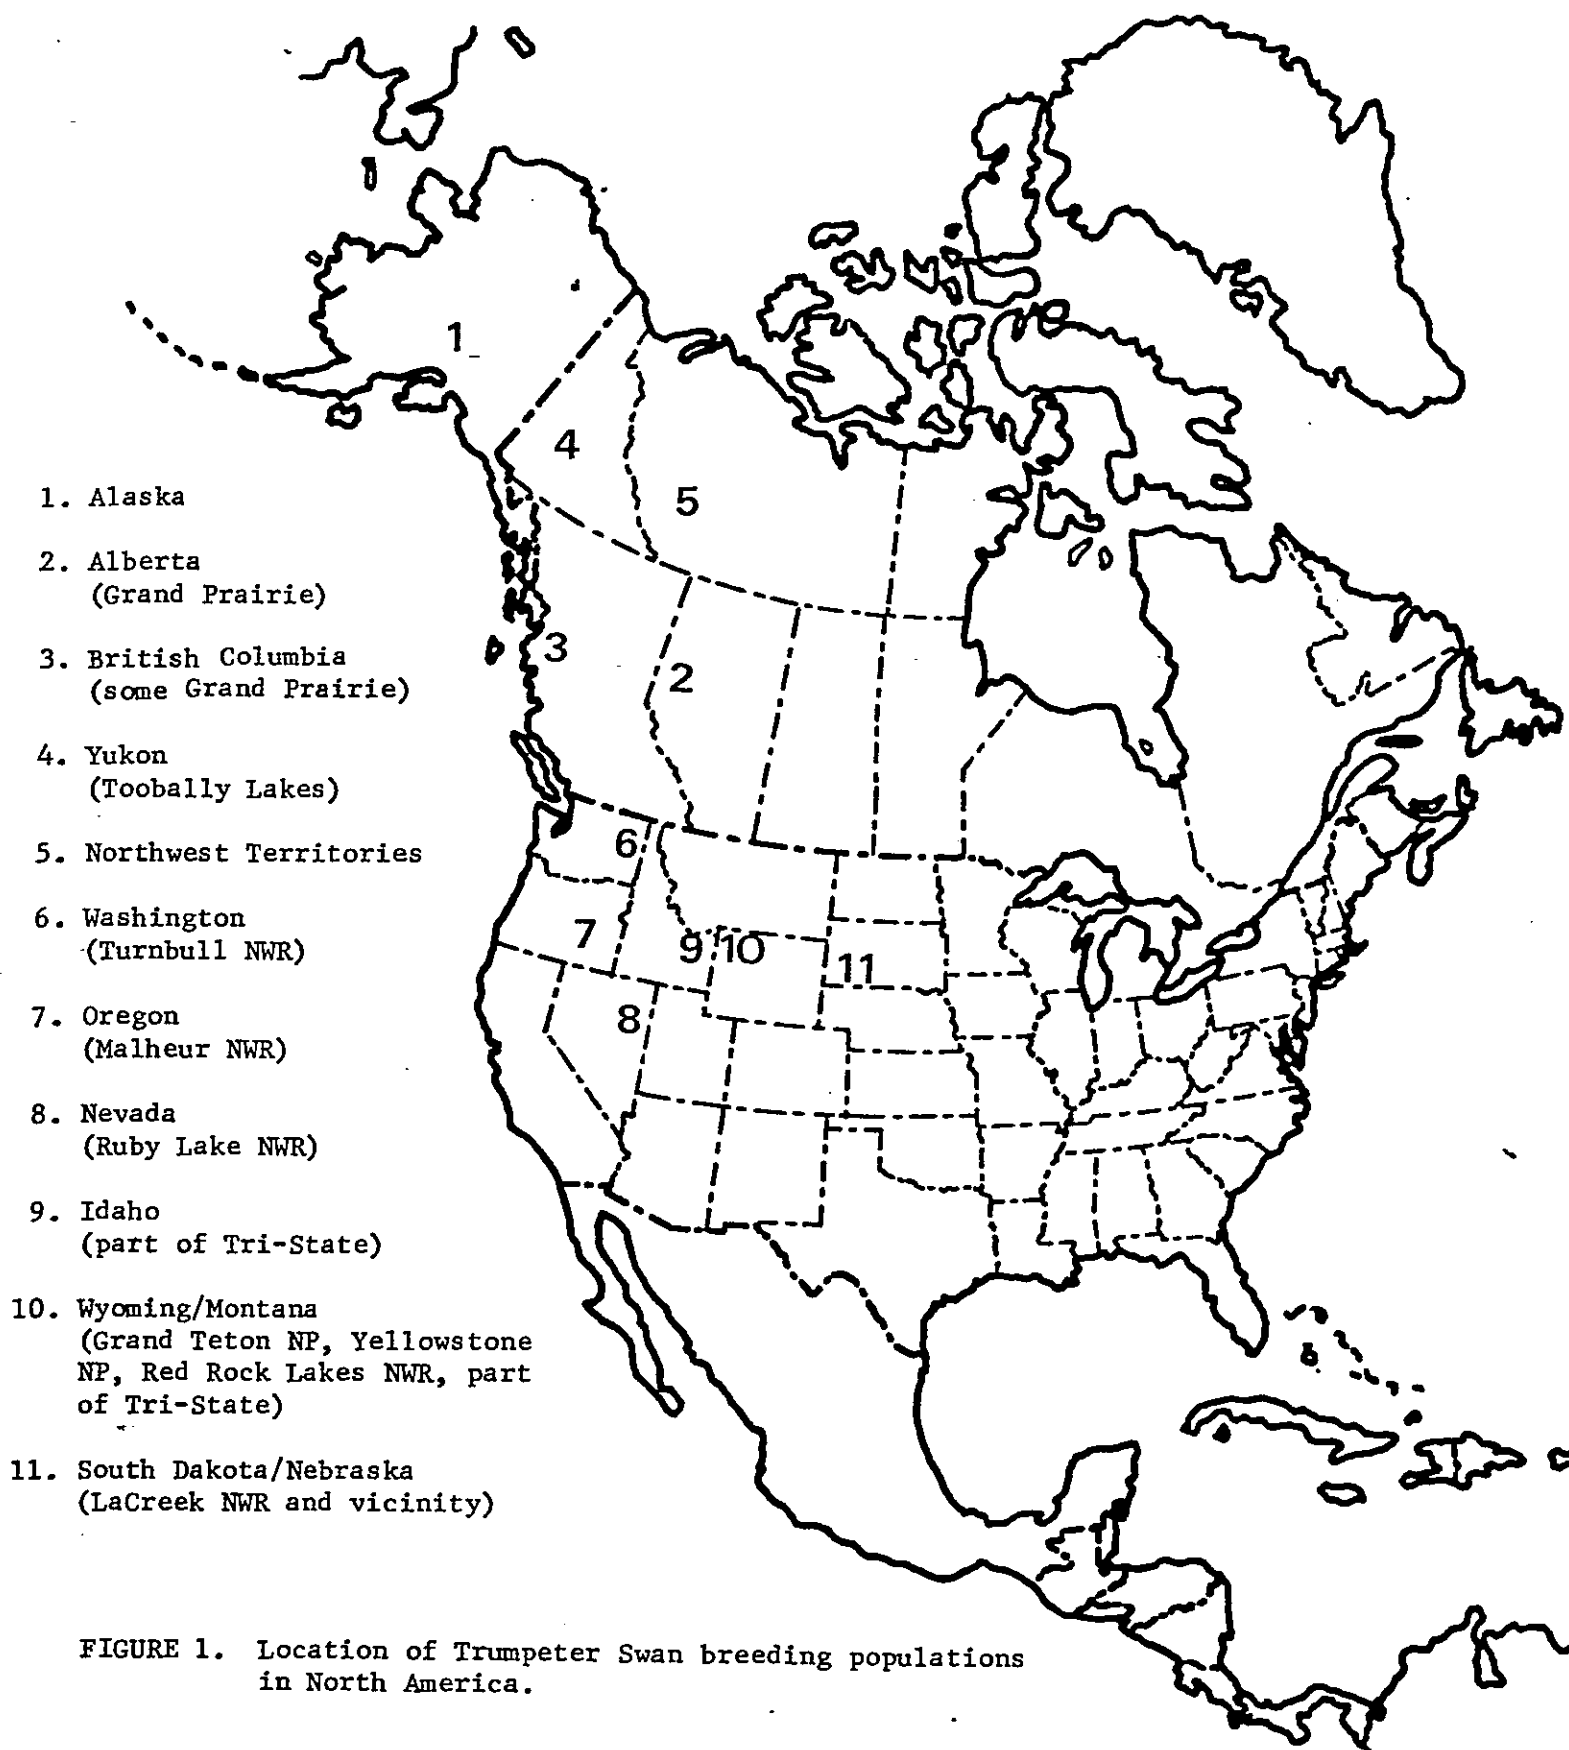 1. Alaska
2. Alberta
(Grand Prairie)
3. British Columbia
(some Grand Prairie)
4. Yukon
(Toobally Lakes)
5. Northwest Territories
6. Washington
(Turnbull NWR)
7. Oregon
(Malheur NWR)
8. Nevada
(Ruby Lake NWR)
9. Idaho
(part of Tri-State)
10. Wyoming/Montana
(Grand Teton NP, Yellowstone
NP, Red Rock Lakes NWR, part
of Tri-State)
11. South Dakota/Nebraska
(LaCreek NWR and vicinity)
1
4
5
3
2
6
7
9
10
11
8
FIGURE 1. Location of Trumpeter Swan breeding populations
in North America.